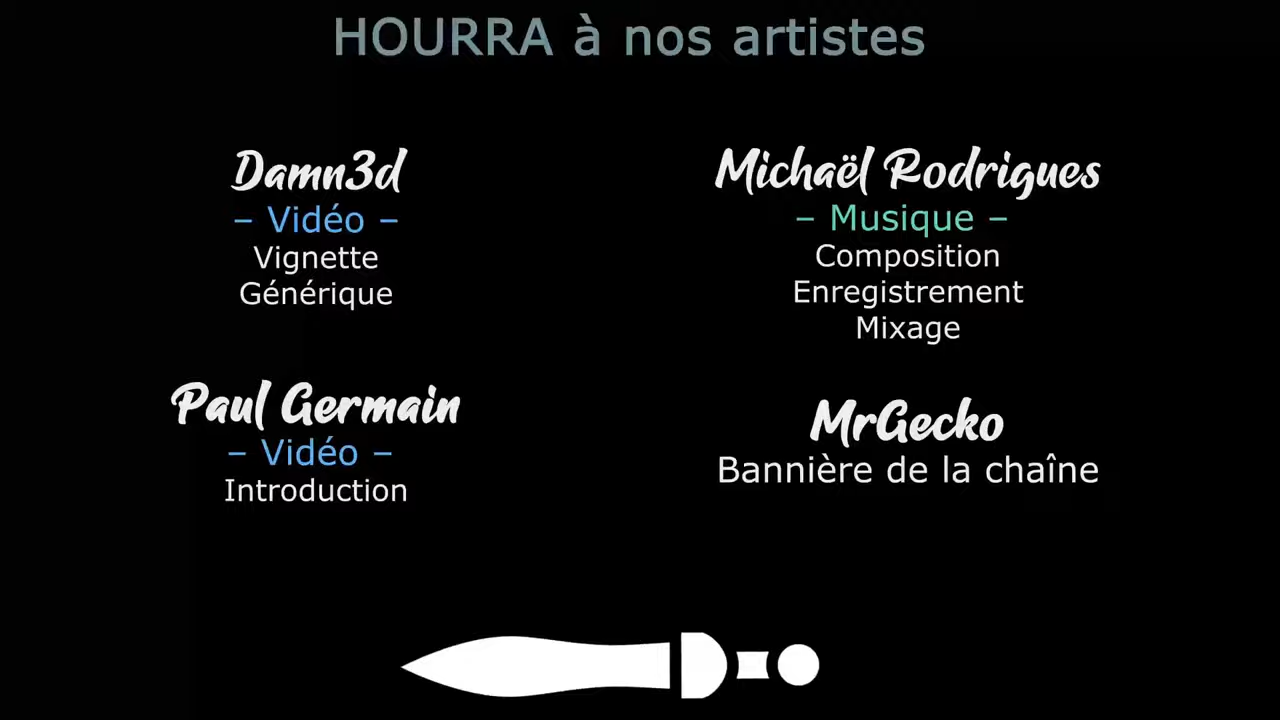 HOURRA à nos artistes
Damn3d
– Vidéo –
Vignette
Générique
Michaël Rodrigues
– Musique –
Composition
Enregistrement
Mixage
Paul Germain
– Vidéo –
Introduction
MrGecko
Bannière de la chaîne